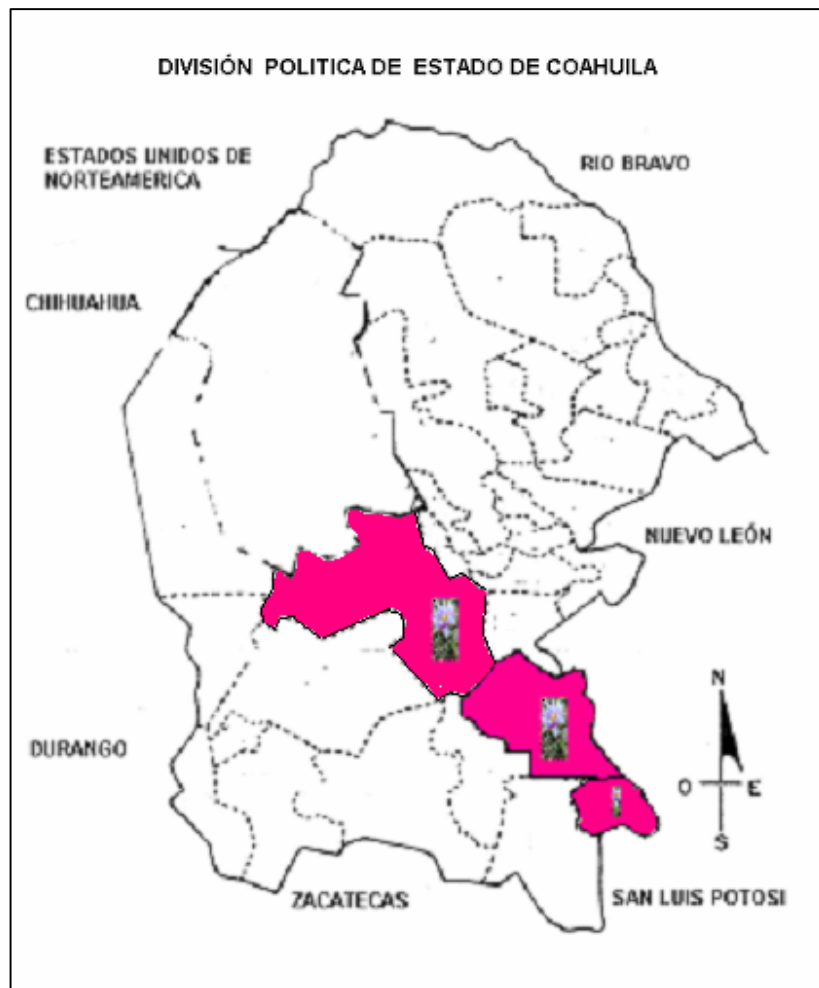 DIVISIÓN POLITICA DE ESTADO DE COAHUILA
ESTADOS UNIDOS DE
NORTEAMERICA
RIO BRAVO
CHIHUAHUA
NUEVO LEÓN
N
DURANGO
O E
S
ZACATECAS
SAN LUIS POTOSI